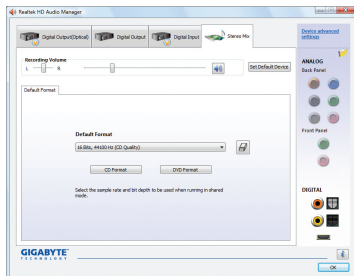 Realtek HD Audio Manager
Digital Output(Optical)
Digital Output
Digital Input
Stereo Mix
Device advanced
settings
Recording Volume
L
R
Set Default Device
ANALOG
Back Panel
Default Format
Default Format
16 Bits, 44100 Hz (CD Quality)
CD Format
DVD Format
Select the sample rate and bit depth to be used when running in shared
mode.
Front Panel
DIGITAL
GIGABYTE
TECHNOLOGY
OK